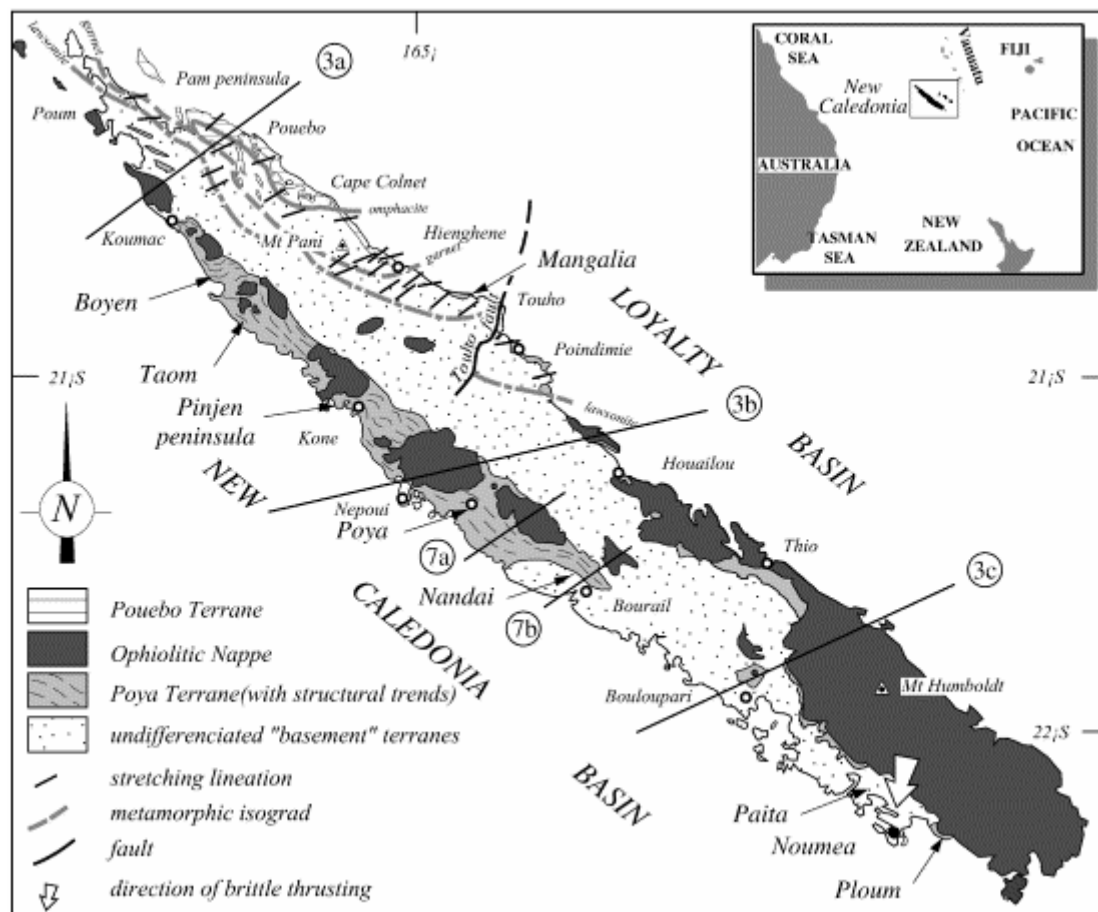 165¡
CORAL
SEA
Vanuatu
FIJI
New
Caledonia
PACIFIC
OCEAN
AUSTRALIA
TASMAN
SEA
NEW
ZEALAND
garnet
lawsonite
Pam peninsula
3a
Poum
Pouebo
Cape Colnet
omphacite
Koumac
Mt Pani
Hienghene
garnet
Mangalia
Boyen
Touho
LOYALTY
Touho fault
Poindimie
Taom
21¡S
21¡S
Pinjen
peninsula
Kone
lawsonite
3b
BASIN
NEW
Houailou
Nepoui
Poya
N
7a
Thio
3c
Nandai
7b
Bourail
CALEDONIA
Pouebo Terrane
Ophiolitic Nappe
Mt Humboldt
Poya Terrane(with structural trends)
Bouloupari
undifferenciated "basement" terranes
22¡S
stretching lineation
BASIN
metamorphic isograd
Paita
fault
Noumea
direction of brittle thrusting
Ploum